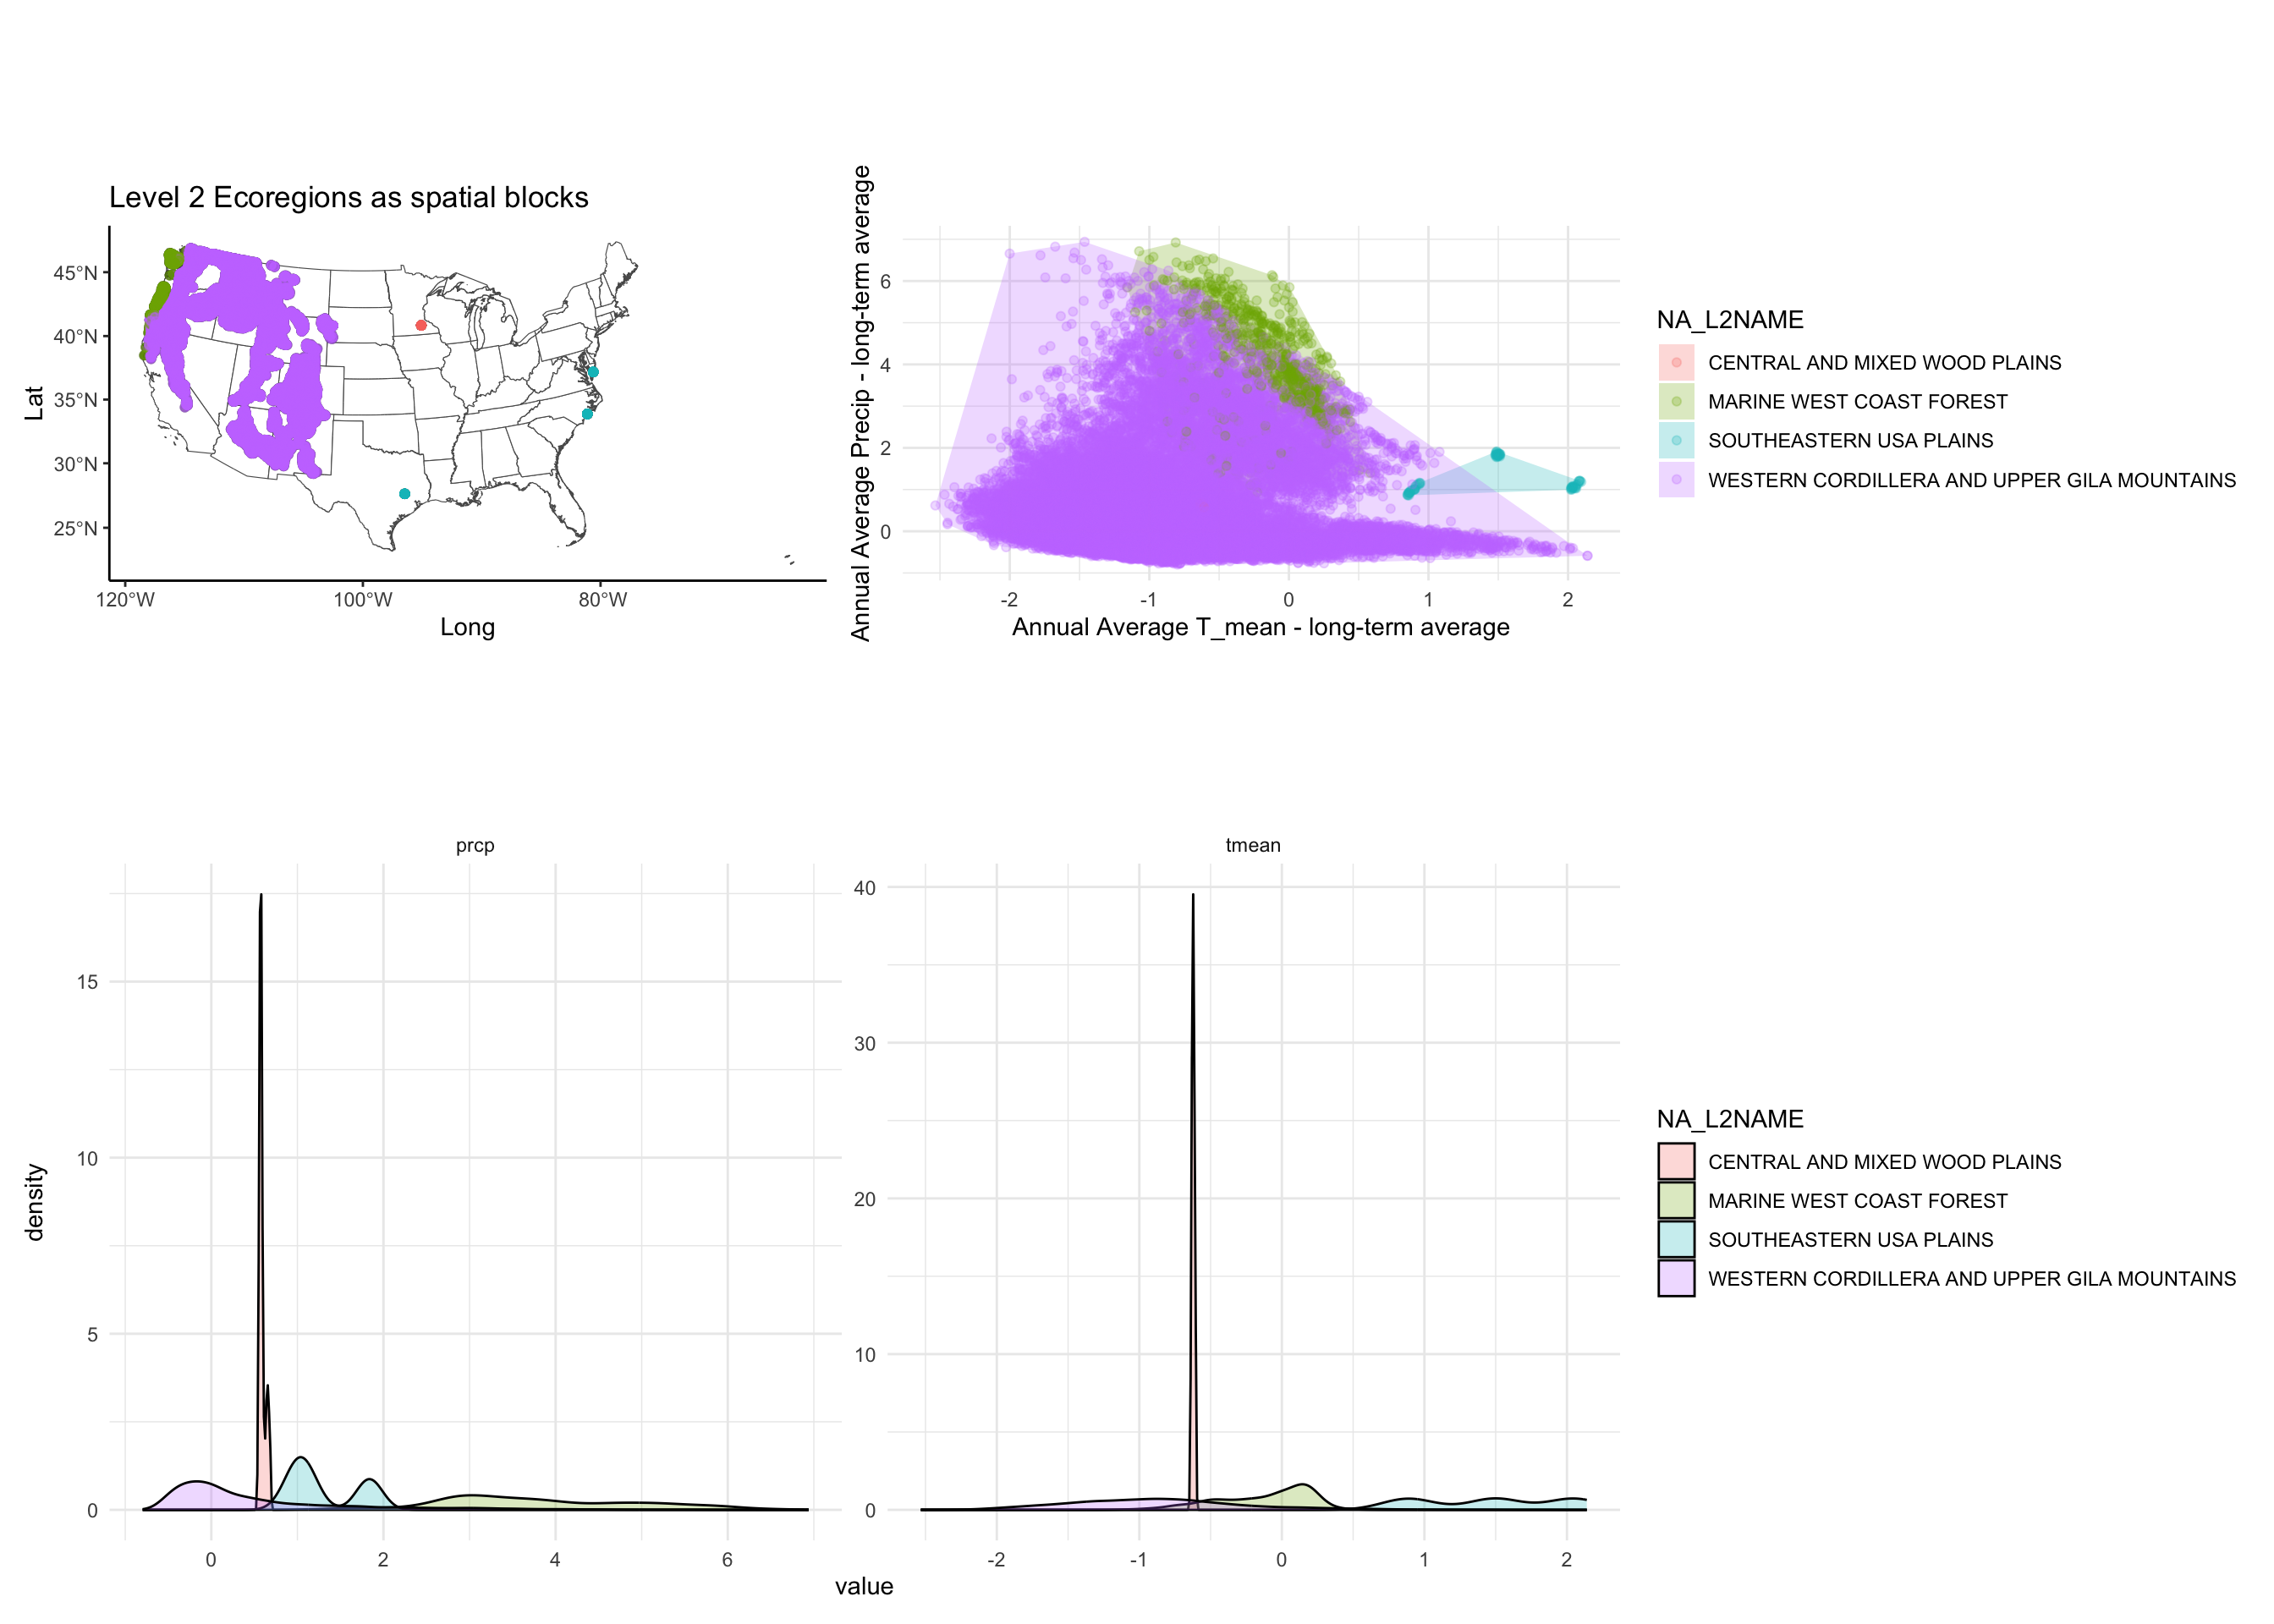 Level 2 Ecoregions as spatial blocks
Lat
45°N
40°N
35°N
30°N
25°N
120°W
100°W
80°W
Long
Annual Average Precip - long-term average
6
4
2
0
-2
-1
0
1
2
Annual Average T_mean - long-term average
NA_L2NAME
CENTRAL AND MIXED WOOD PLAINS
MARINE WEST COAST FOREST
SOUTHEASTERN USA PLAINS
WESTERN CORDILLERA AND UPPER GILA MOUNTAINS
prcp
density
15
10
5
0
0
2
4
6
tmean
40
30
20
10
0
-2
-1
0
1
2
value
NA_L2NAME
CENTRAL AND MIXED WOOD PLAINS
MARINE WEST COAST FOREST
SOUTHEASTERN USA PLAINS
WESTERN CORDILLERA AND UPPER GILA MOUNTAINS